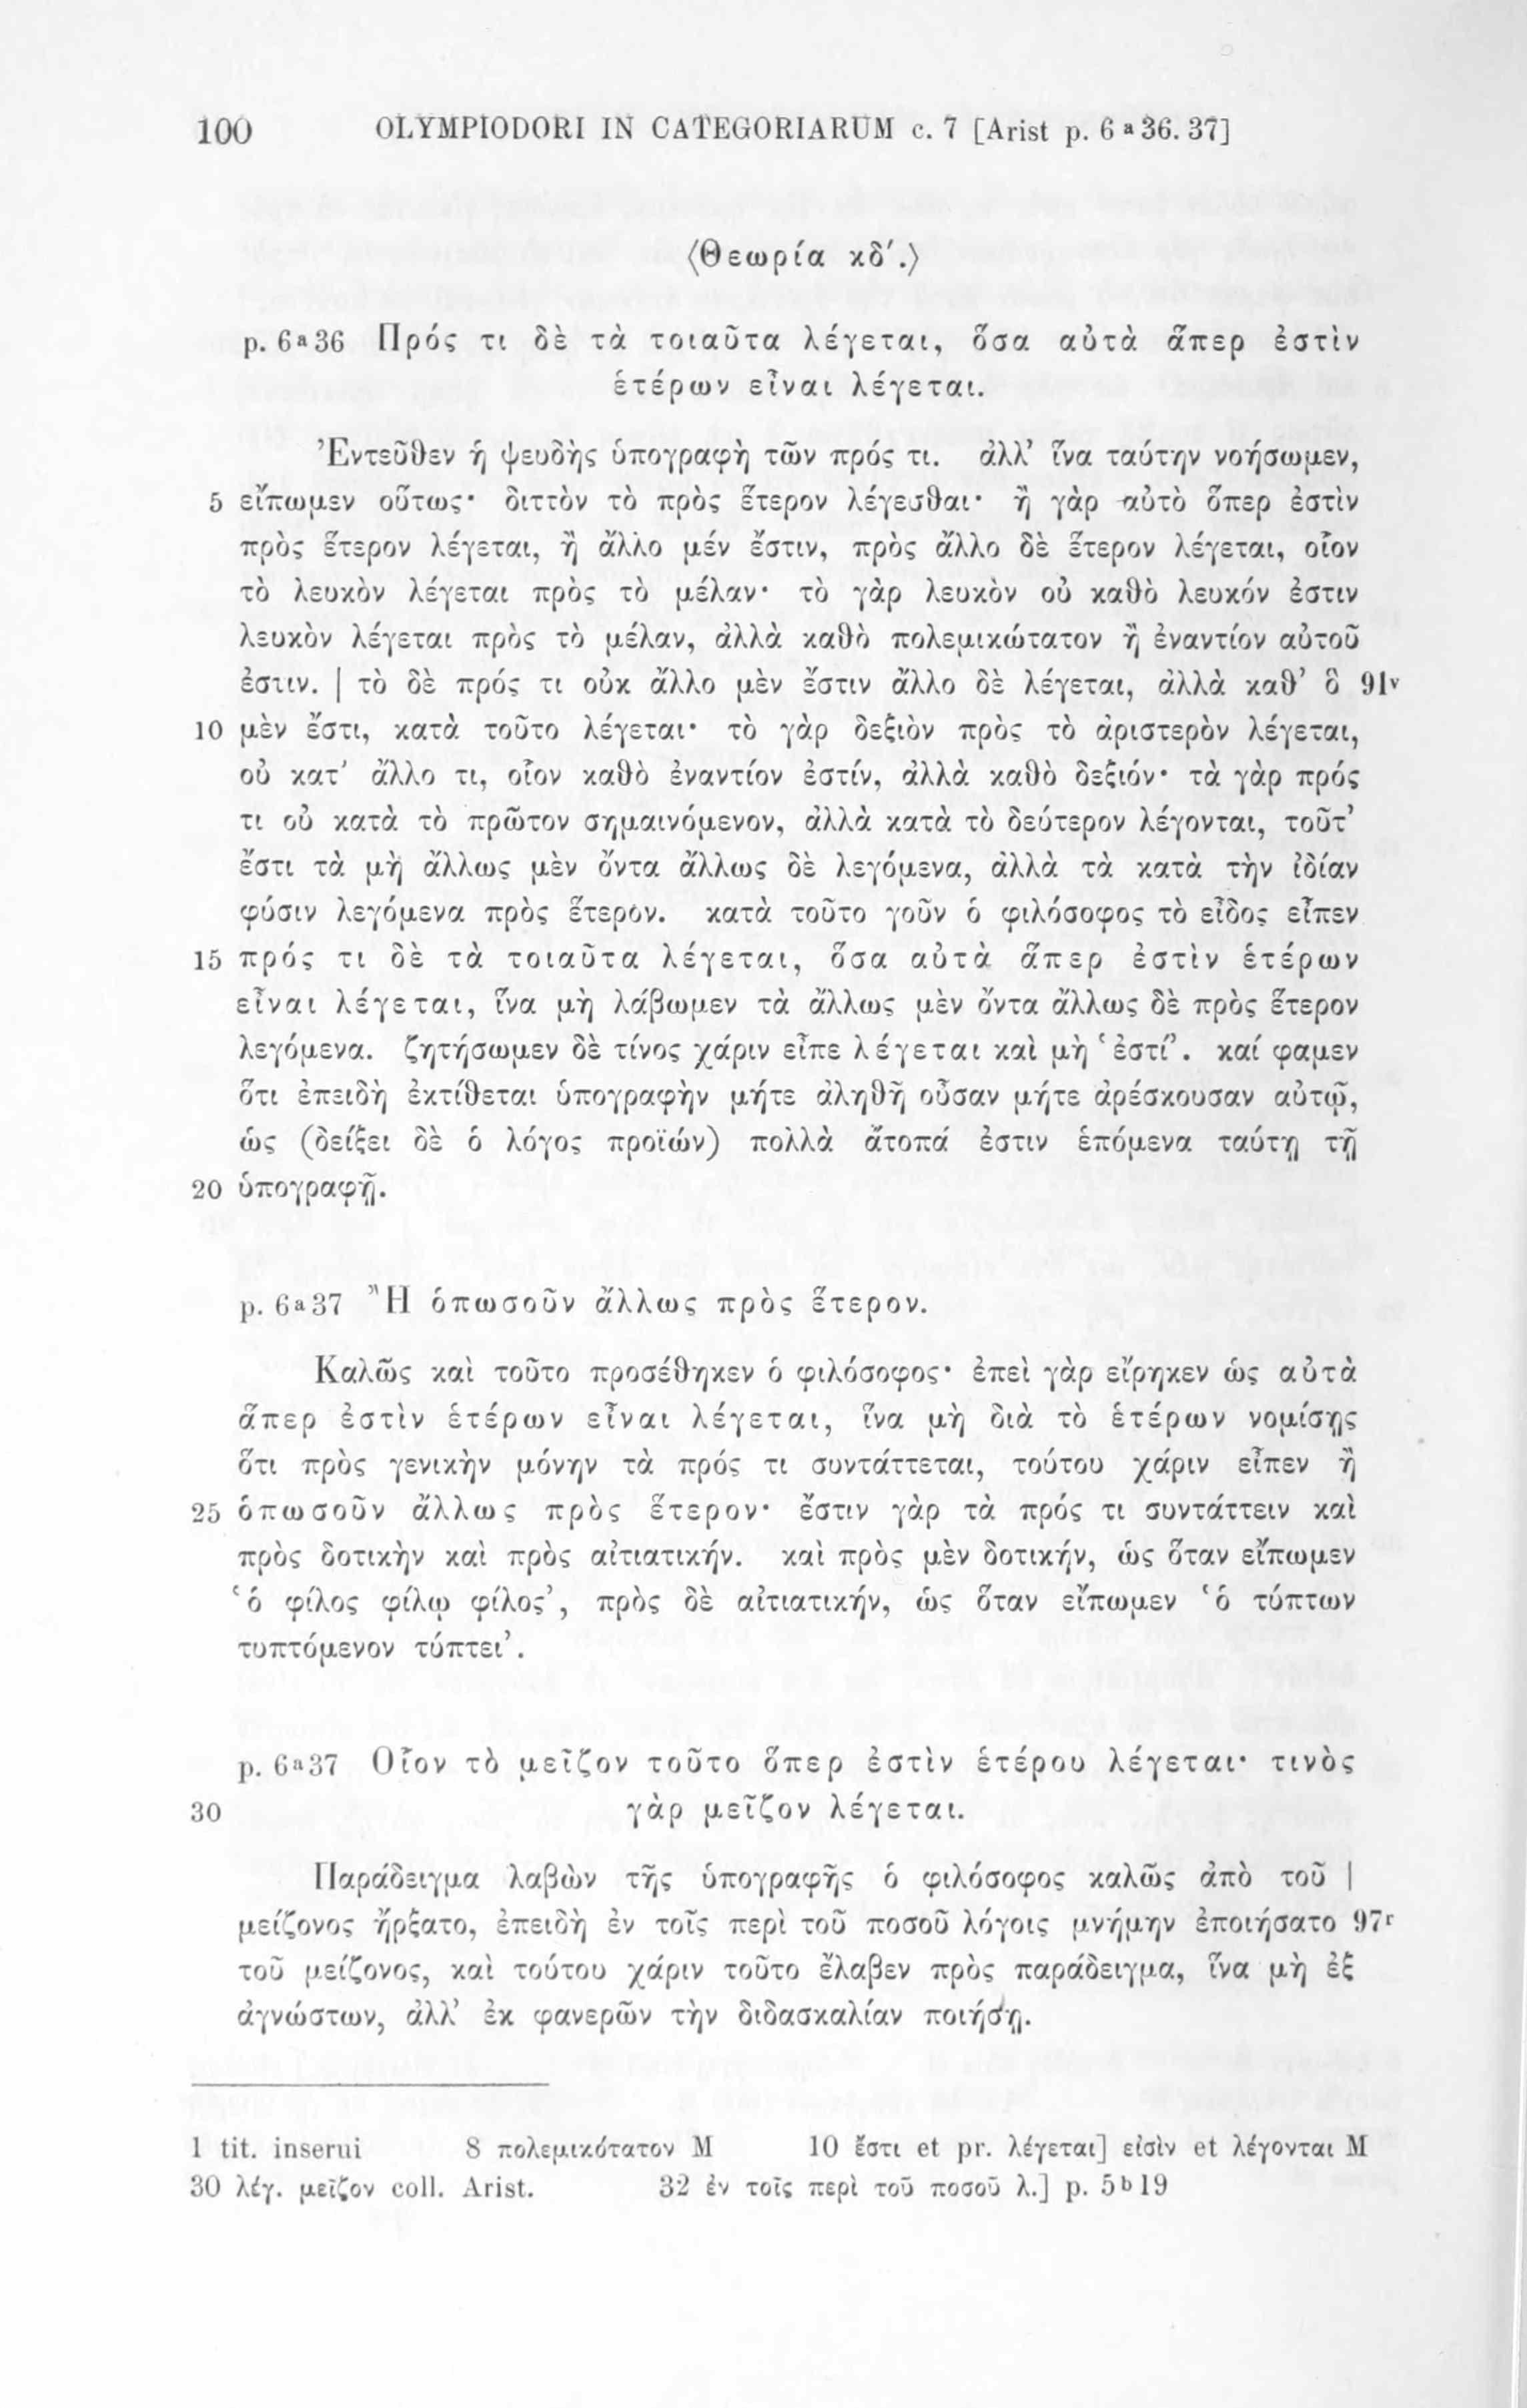 100 OLYMPIODORI IN CATEGORIARUM c. 7 [Arist p. 6 a 36. 37]
⟨Θεωρία κδ'.⟩
p. 6 a 36 Πρός τι δὲ τὰ τοιαῦτα λέγεται, ὅσα αὐτὰ ἅπερ ἐστὶν
ἑτέρων εἶναι λέγεται.
Ἐντεῦθεν ἡ ψευδὴς ὑπογραφὴ τῶν πρός τι. ἀλλ' ἵνα ταύτην νοήσωμεν,
5 εἴπωμεν οὕτως· διττὸν τὸ πρὸς ἕτερον λέγεσθαι· ἢ γὰρ αὐτὸ ὅπερ ἐστὶν
πρὸς ἕτερον λέγεται, ἢ ἄλλο μέν ἐστιν, πρὸς ἄλλο δὲ ἕτερον λέγεται, οἷον
τὸ λευκὸν λέγεται πρὸς τὸ μέλαν· τὸ γὰρ λευκὸν οὐ καθὸ λευκόν ἐστιν
λευκὸν λέγεται πρὸς τὸ μέλαν, ἀλλὰ καθὸ πολεμικώτατον ἢ ἐναντίον αὐτοῦ
ἐστιν. | τὸ δὲ πρός τι οὐκ ἄλλο μὲν ἔστιν ἄλλο δὲ λέγεται, ἀλλὰ καθ' ὃ 91v
10 μὲν ἔστι, κατὰ τοῦτο λέγεται· τὸ γὰρ δεξιὸν πρὸς τὸ ἀριστερὸν λέγεται,
οὐ κατ' ἄλλο τι, οἷον καθὸ ἐναντίον ἐστίν, ἀλλὰ καθὸ δεξιόν· τὰ γὰρ πρός
τι οὐ κατὰ τὸ πρῶτον σημαινόμενον, ἀλλὰ κατὰ τὸ δεύτερον λέγονται, τοῦτ'
ἔστι τὰ μὴ ἄλλως μὲν ὄντα ἄλλως δὲ λεγόμενα, ἀλλὰ τὰ κατὰ τὴν ἰδίαν
φύσιν λεγόμενα πρὸς ἕτερον. κατὰ τοῦτο γοῦν ὁ φιλόσοφος τὸ εἶδος εἶπεν
15 πρός τι δὲ τὰ τοιαῦτα λέγεται, ὅσα αὐτὰ ἅπερ ἐστὶν ἑτέρων
εἶναι λέγεται, ἵνα μὴ λάβωμεν τὰ ἄλλως μὲν ὄντα ἄλλως δὲ πρὸς ἕτερον
λεγόμενα. ζητήσωμεν δὲ τίνος χάριν εἶπε λέγεται καὶ μὴ ‘ἐστί’. καί φαμεν
ὅτι ἐπειδὴ ἐκτίθεται ὑπογραφὴν μήτε ἀληθῆ οὖσαν μήτε ἀρέσκουσαν αὐτῷ,
ὡς (δείξει δὲ ὁ λόγος προϊών) πολλὰ ἄτοπά ἐστιν ἑπόμενα ταύτῃ τῇ
20 ὑπογραφῇ.
p. 6 a 37 Ἢ ὁπωσοῦν ἄλλως πρὸς ἕτερον.
Καλῶς καὶ τοῦτο προσέθηκεν ὁ φιλόσοφος· ἐπεὶ γὰρ εἴρηκεν ὡς αὐτὰ
ἅπερ ἐστὶν ἑτέρων εἶναι λέγεται, ἵνα μὴ διὰ τὸ ἑτέρων νομίσῃς
ὅτι πρὸς γενικὴν μόνην τὰ πρός τι συντάττεται, τούτου χάριν εἶπεν ἢ
25 ὁπωσοῦν ἄλλως πρὸς ἕτερον· ἔστιν γὰρ τὰ πρός τι συντάττειν καὶ
πρὸς δοτικὴν καὶ πρὸς αἰτιατικήν. καὶ πρὸς μὲν δοτικήν, ὡς ὅταν εἴπωμεν
‘ὁ φίλος φίλῳ φίλος’, πρὸς δὲ αἰτιατικήν, ὡς ὅταν εἴπωμεν ‘ὁ τύπτων
τυπτόμενον τύπτει’.
p. 6 a 37 Οἷον τὸ μεῖζον τοῦτο ὅπερ ἐστὶν ἑτέρου λέγεται· τινὸς
30 γὰρ μεῖζον λέγεται.
Παράδειγμα λαβὼν τῆς ὑπογραφῆς ὁ φιλόσοφος καλῶς ἀπὸ τοῦ |
μείζονος ἤρξατο, ἐπειδὴ ἐν τοῖς περὶ τοῦ ποσοῦ λόγοις μνήμην ἐποιήσατο 97r
τοῦ μείζονος, καὶ τούτου χάριν τοῦτο ἔλαβεν πρὸς παράδειγμα, ἵνα μὴ ἐξ
ἀγνώστων, ἀλλ' ἐκ φανερῶν τὴν διδασκαλίαν ποιήσῃ.
1 tit. inserui 8 πολεμικότατον M 10 ἔστι et pr. λέγεται] εἰσὶν et λέγονται M
30 λέγ. μεῖζον coll. Arist. 32 ἐν τοῖς περὶ τοῦ ποσοῦ λ.] p. 5 b 19